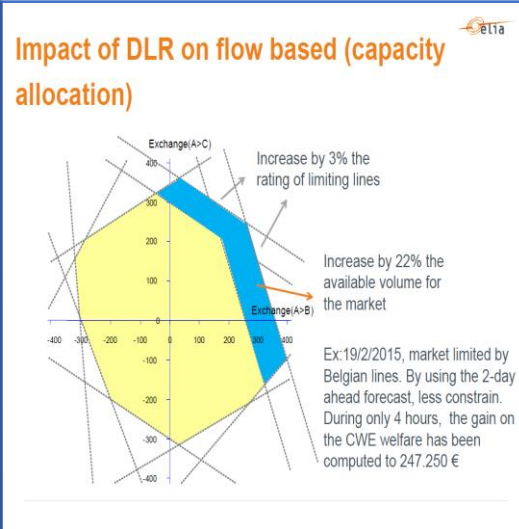 elia
Impact of DLR on flow based (capacity
allocation)
Exchange(A>C)
Increase by 3% the
rating of limiting lines
400
300
200
100
0
Increase by 22% the
available volume for
the market
Exchange(A>B)
-400 -300 -200 -100 0 100 200 300 400
-100
-200
-300
-400
Ex:19/2/2015, market limited by
Belgian lines. By using the 2-day
ahead forecast, less constrain.
During only 4 hours, the gain on
the CWE welfare has been
computed to 247.250 €